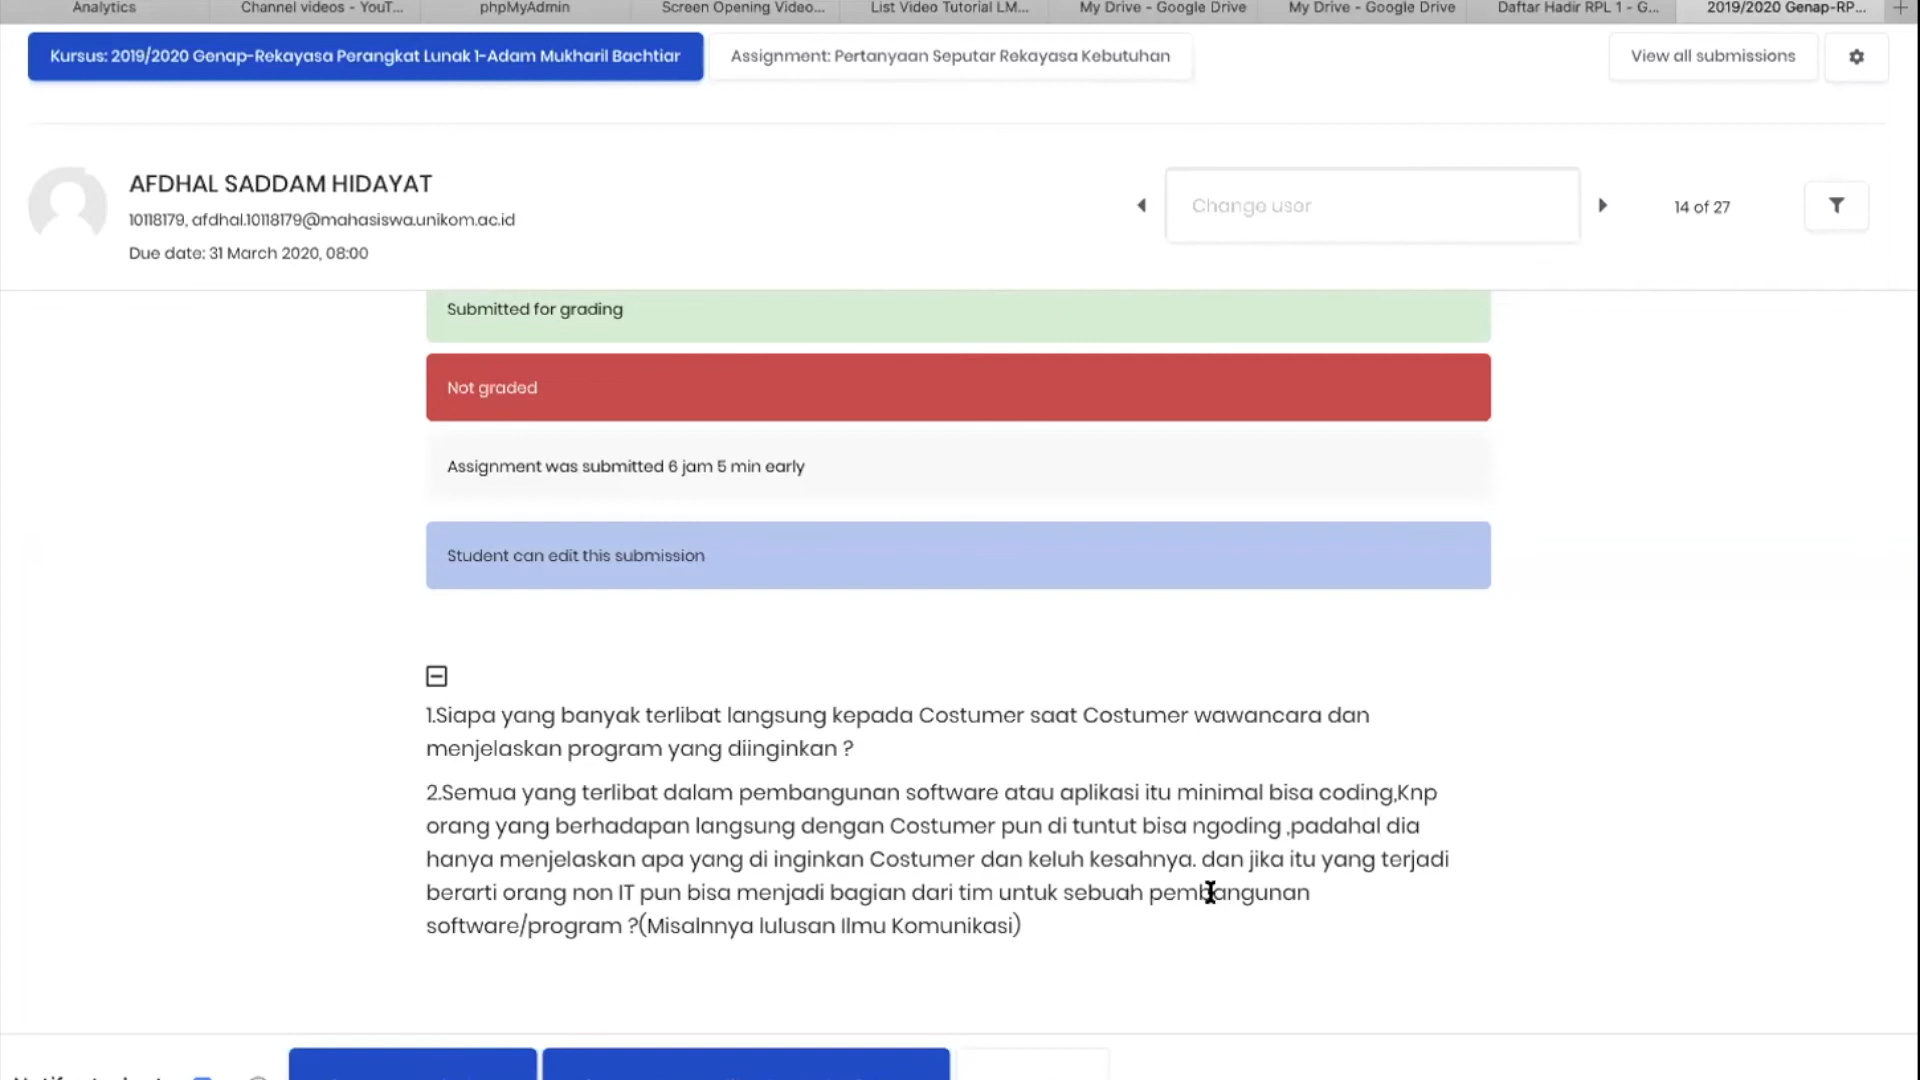 Analytics
Channel videos - YouT...
phpMyAdmin
Screen Opening Video...
List Video Tutorial LM...
My Drive - Google Drive
My Drive - Google Drive
Daftar Hadir RPL 1 - G...
2019/2020 Genap-RP...
Kursus: 2019/2020 Genap-Rekayasa Perangkat Lunak 1-Adam Mukharil Bachtiar
Assignment: Pertanyaan Seputar Rekayasa Kebutuhan
View all submissions
AFDHAL SADDAM HIDAYAT
10118179, afdhal.10118179@mahasiswa.unikom.ac.id
Due date: 31 March 2020, 08:00
Change user
14 of 27
Submitted for grading
Not graded
Assignment was submitted 6 jam 5 min early
Student can edit this submission
1.Siapa yang banyak terlibat langsung kepada Costumer saat Costumer wawancara dan
menjelaskan program yang diinginkan ?
2.Semua yang terlibat dalam pembangunan software atau aplikasi itu minimal bisa coding,Knp
orang yang berhadapan langsung dengan Costumer pun di tuntut bisa ngoding ,padahal dia
hanya menjelaskan apa yang di inginkan Costumer dan keluh kesahnya. dan jika itu yang terjadi
berarti orang non IT pun bisa menjadi bagian dari tim untuk sebuah pembangunan
software/program ?(Misalnnya lulusan Ilmu Komunikasi)